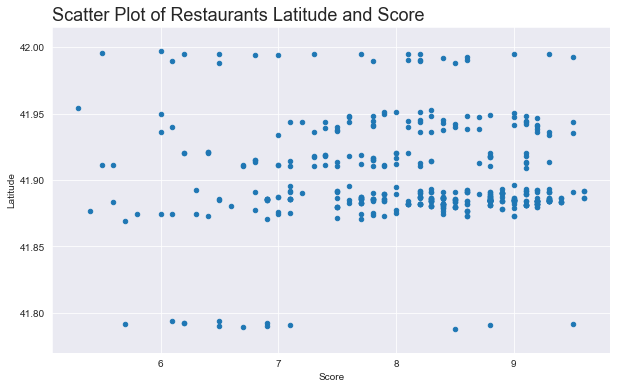 Scatter Plot of Restaurants Latitude and Score
42.00
41.95
41.90
41.85
41.80
Latitude
6 7 8 9
Score